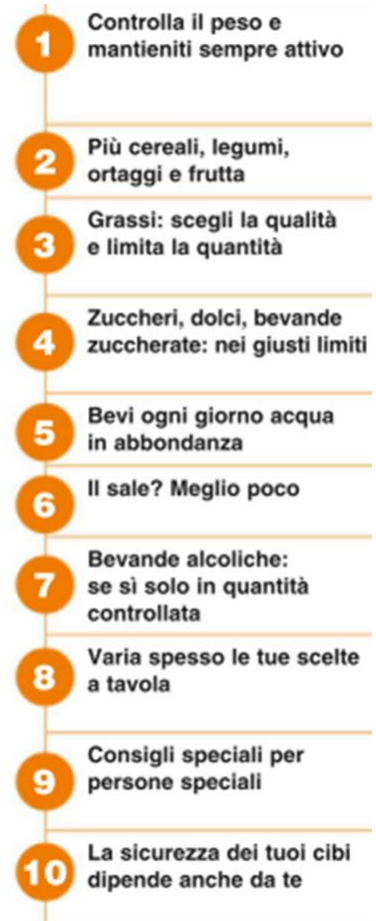 1
Controlla il peso e
mantieniti sempre attivo
2
Più cereali, legumi,
ortaggi e frutta
3
Grassi: scegli la qualità
e limita la quantità
4
Zuccheri, dolci, bevande
zuccherate: nei giusti limiti
5
Bevi ogni giorno acqua
in abbondanza
6
Il sale? Meglio poco
7
Bevande alcoliche:
se sì solo in quantità
controllata
8
Varia spesso le tue scelte
a tavola
9
Consigli speciali per
persone speciali
10
La sicurezza dei tuoi cibi
dipende anche da te